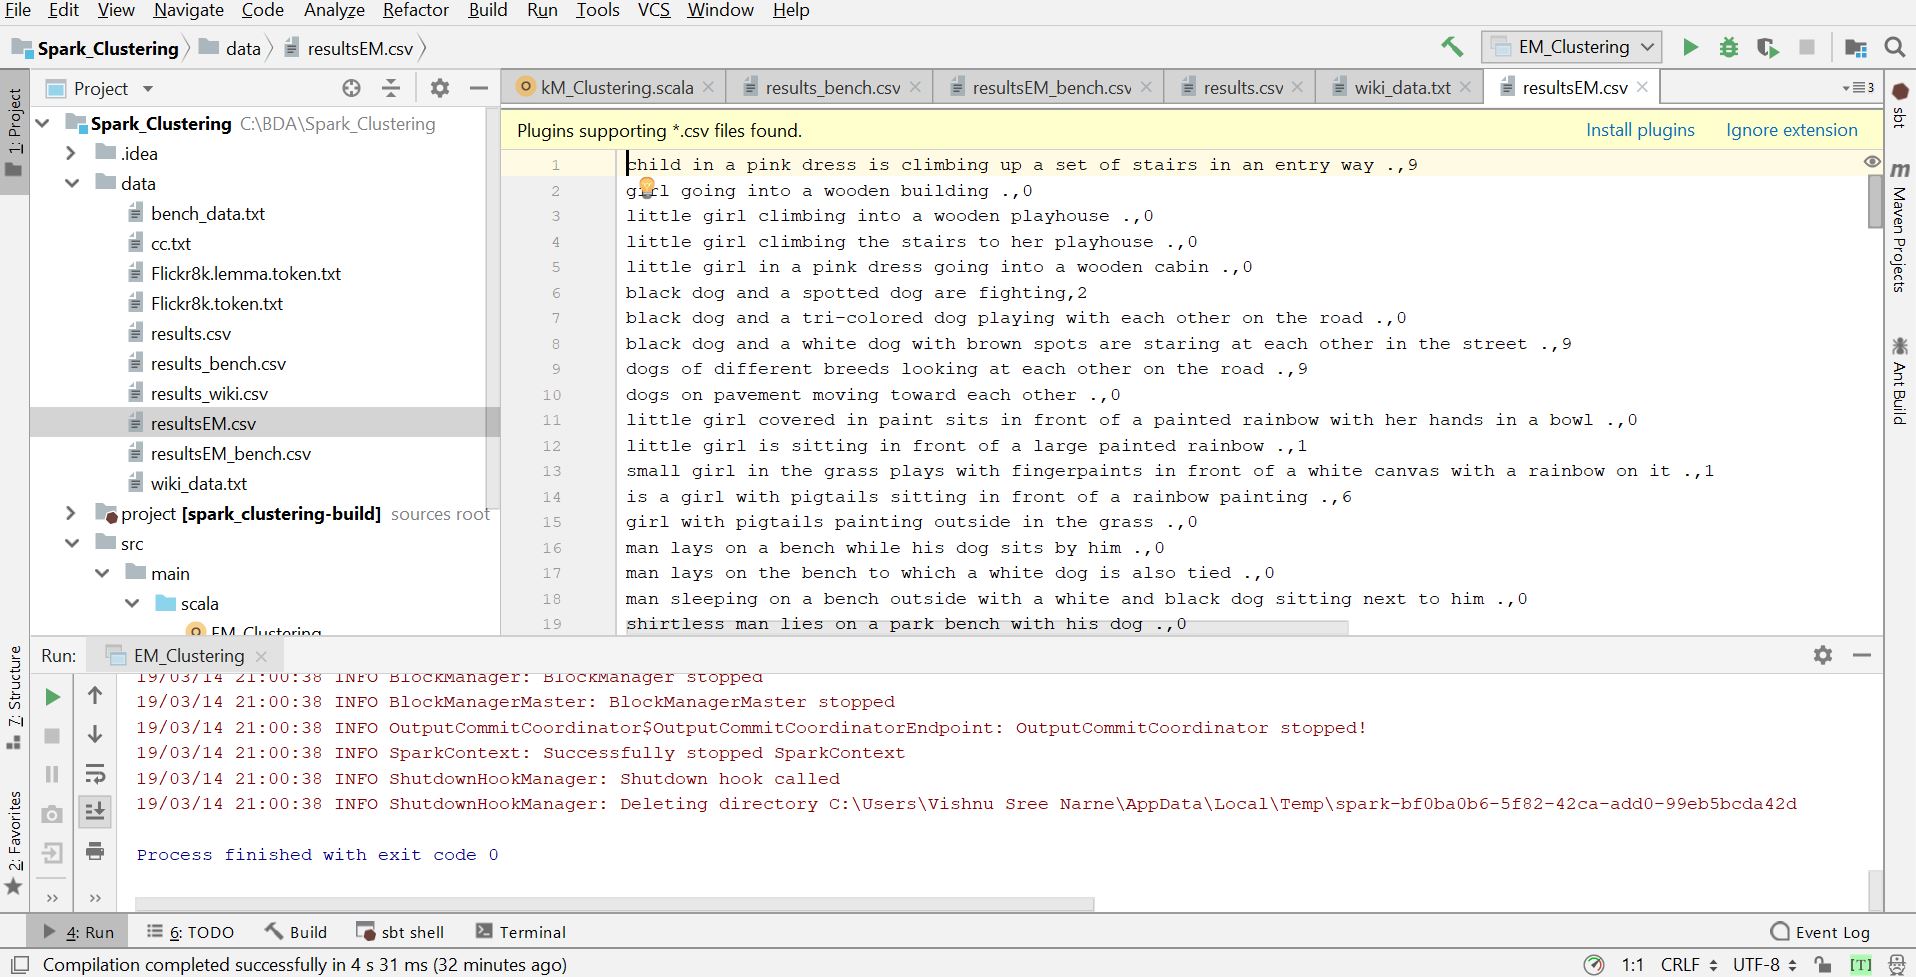 File Edit View Navigate Code Analyze Refactor Build Run Tools VCS Window Help
Spark_Clustering data resultsEM.csv EM_Clustering
Project kM_Clustering.scala results_bench.csv resultsEM_bench.csv results.csv wiki_data.txt resultsEM.csv 3
1: Project
7: Structure
2: Favorites
sbt
Maven Projects
Ant Build
Spark_Clustering C:\BDA\Spark_Clustering
.idea
data
bench_data.txt
cc.txt
Flickr8k.lemma.token.txt
Flickr8k.token.txt
results.csv
results_bench.csv
results_wiki.csv
resultsEM.csv
resultsEM_bench.csv
wiki_data.txt
project [spark_clustering-build] sources root
src
main
scala
EM_Clustering
Plugins supporting *.csv files found. Install plugins Ignore extension
1 child in a pink dress is climbing up a set of stairs in an entry way .,9
2 girl going into a wooden building .,0
3 little girl climbing into a wooden playhouse .,0
4 little girl climbing the stairs to her playhouse .,0
5 little girl in a pink dress going into a wooden cabin .,0
6 black dog and a spotted dog are fighting,2
7 black dog and a tri-colored dog playing with each other on the road .,0
8 black dog and a white dog with brown spots are staring at each other in the street .,9
9 dogs of different breeds looking at each other on the road .,9
10 dogs on pavement moving toward each other .,0
11 little girl covered in paint sits in front of a painted rainbow with her hands in a bowl .,0
12 little girl is sitting in front of a large painted rainbow .,1
13 small girl in the grass plays with fingerpaints in front of a white canvas with a rainbow on it .,1
14 is a girl with pigtails sitting in front of a rainbow painting .,6
15 girl with pigtails painting outside in the grass .,0
16 man lays on a bench while his dog sits by him .,0
17 man lays on the bench to which a white dog is also tied .,0
18 man sleeping on a bench outside with a white and black dog sitting next to him .,0
19 shirtless man lies on a park bench with his dog .,0
Run: EM_Clustering
19/03/14 21:00:38 INFO BlockManager: BlockManager stopped
19/03/14 21:00:38 INFO BlockManagerMaster: BlockManagerMaster stopped
19/03/14 21:00:38 INFO OutputCommitCoordinator$OutputCommitCoordinatorEndpoint: OutputCommitCoordinator stopped!
19/03/14 21:00:38 INFO SparkContext: Successfully stopped SparkContext
19/03/14 21:00:38 INFO ShutdownHookManager: Shutdown hook called
19/03/14 21:00:38 INFO ShutdownHookManager: Deleting directory C:\Users\Vishnu Sree Narne\AppData\Local\Temp\spark-bf0ba0b6-5f82-42ca-add0-99eb5bcda42d
Process finished with exit code 0
4: Run 6: TODO Build sbt shell Terminal Event Log
Compilation completed successfully in 4 s 31 ms (32 minutes ago) 1:1 CRLF UTF-8 [T]